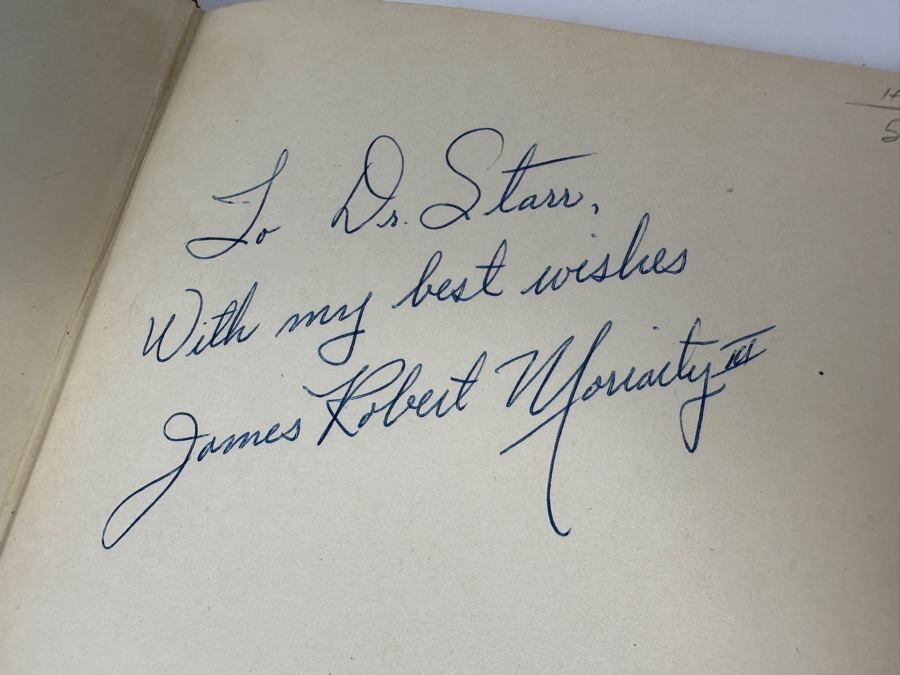 To Dr. Starr,
With my best wishes
James Robert Moriarty III